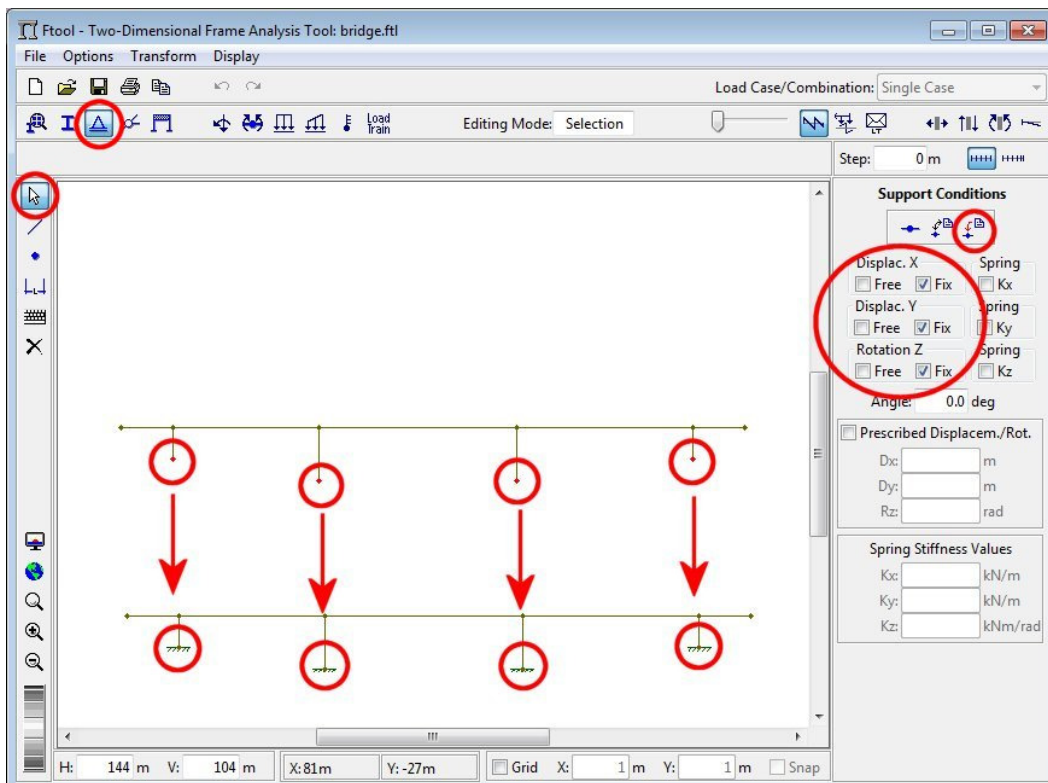 Ftool - Two-Dimensional Frame Analysis Tool: bridge.ftl
File Options Transform Display
Load Case/Combination: Single Case
Load Train
Editing Mode: Selection
Step: 0 m
Support Conditions
Displac. X Spring
Free Fix Kx
Displac. Y Spring
Free Fix Ky
Rotation Z Spring
Free Fix Kz
Angle: 0.0 deg
Prescribed Displacem./Rot.
Dx: m
Dy: m
Rz: rad
Spring Stiffness Values
Kx: kN/m
Ky: kN/m
Kz: kNm/rad
H: 144 m V: 104 m X: 81m Y: -27m Grid X: 1 m Y: 1 m Snap